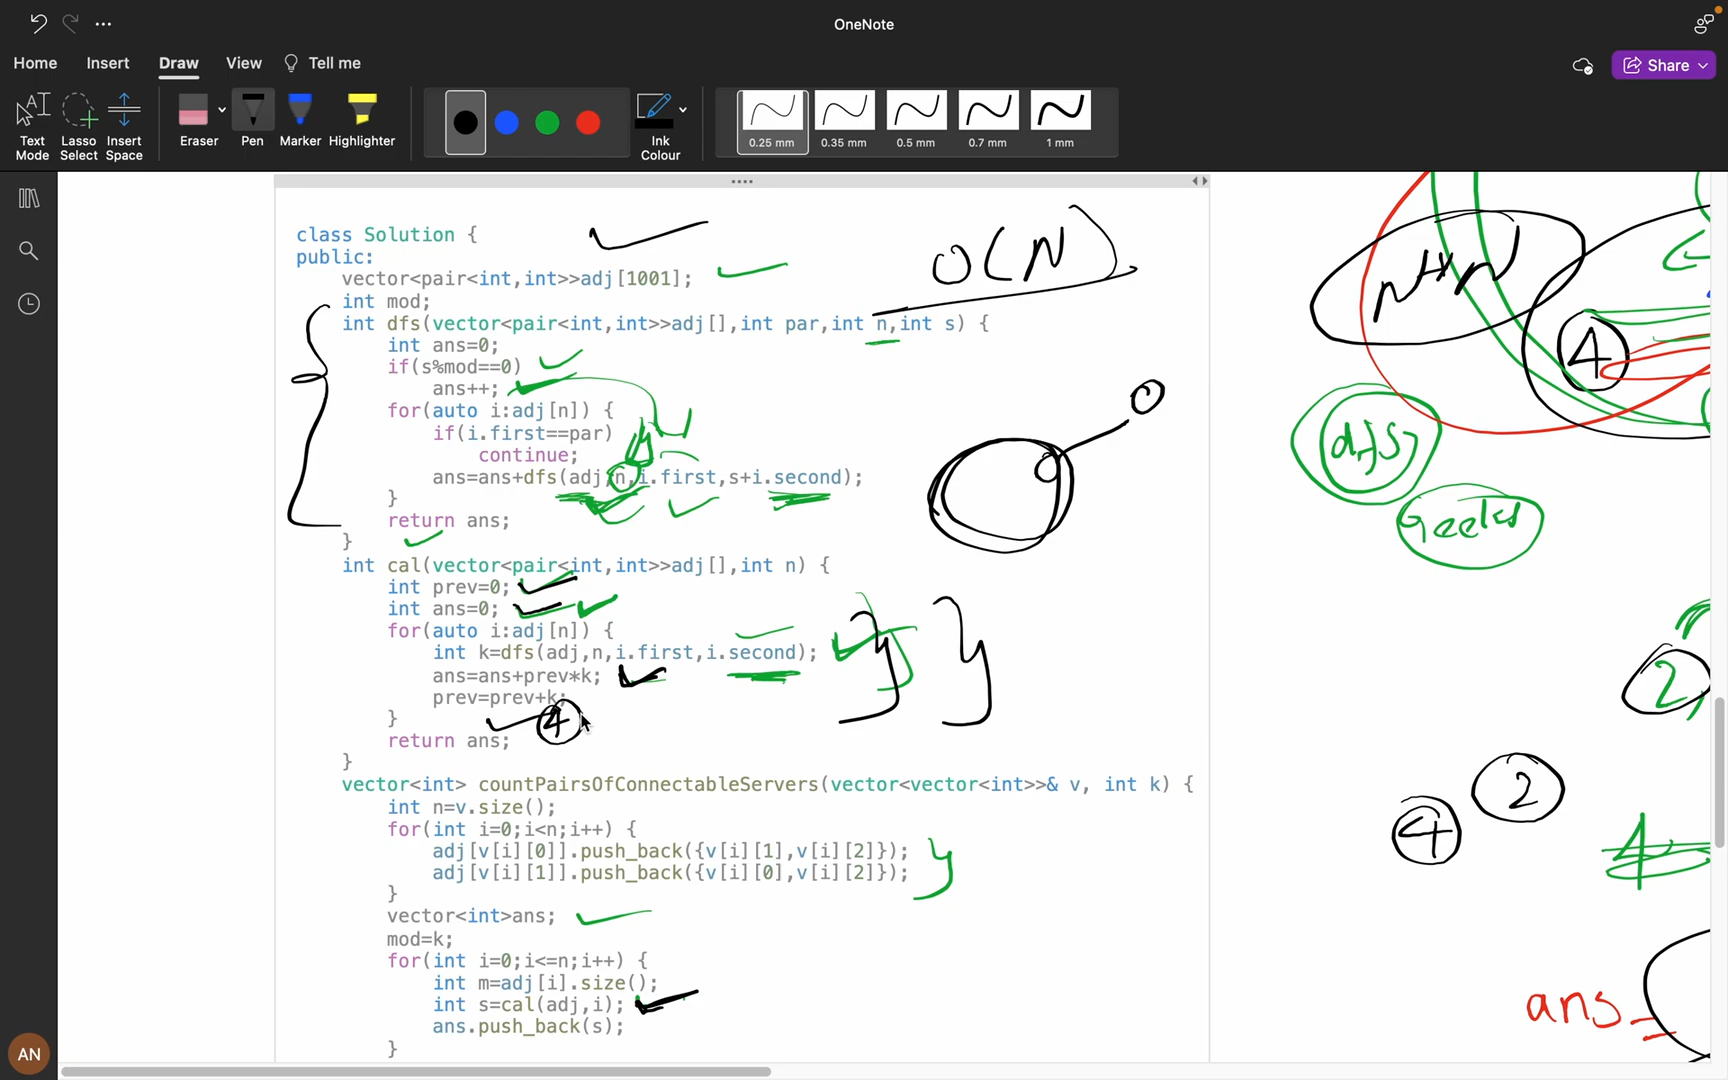 OneNote
Home Insert Draw View Tell me
Share
Text Mode
Lasso Select
Insert Space
Eraser
Pen
Marker
Highlighter
Ink Colour
0.25 mm
0.35 mm
0.5 mm
0.7 mm
1 mm
class Solution {
public:
vector<pair<int,int>>adj[1001];
int mod;
int dfs(vector<pair<int,int>>adj[],int par,int n,int s) {
int ans=0;
if(s%mod==0)
ans++;
for(auto i:adj[n]) {
if(i.first==par)
continue;
ans=ans+dfs(adj,n,i.first,s+i.second);
}
return ans;
}
int cal(vector<pair<int,int>>adj[],int n) {
int prev=0;
int ans=0;
for(auto i:adj[n]) {
int k=dfs(adj,n,i.first,i.second);
ans=ans+prev*k;
prev=prev+k;
}
return ans;
}
vector<int> countPairsOfConnectableServers(vector<vector<int>>& v, int k) {
int n=v.size();
for(int i=0;i<n;i++) {
adj[v[i][0]].push_back({v[i][1],v[i][2]});
adj[v[i][1]].push_back({v[i][0],v[i][2]});
}
vector<int>ans;
mod=k;
for(int i=0;i<=n;i++) {
int m=adj[i].size();
int s=cal(adj,i);
ans.push_back(s);
}
O(N)
4
N*N
4
dfs
Geeks
2,
2
4
4
ans
AN